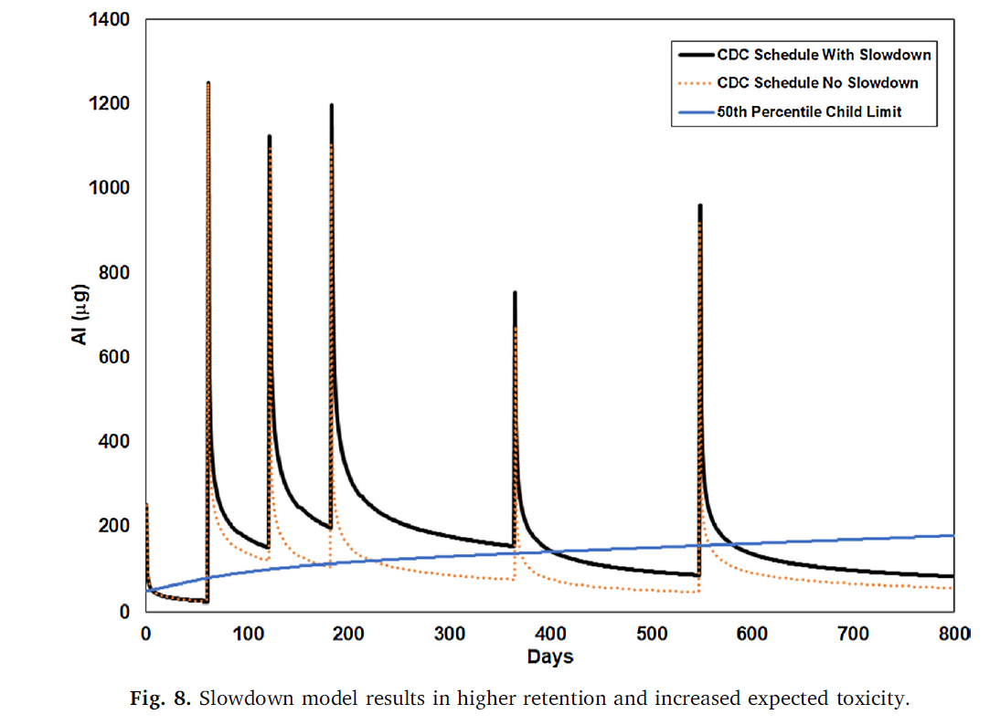 1400
1200
1000
800
600
400
200
0
Al (μg)
CDC Schedule With Slowdown
CDC Schedule No Slowdown
50th Percentile Child Limit
0 100 200 300 400 500 600 700 800
Days
Fig. 8. Slowdown model results in higher retention and increased expected toxicity.